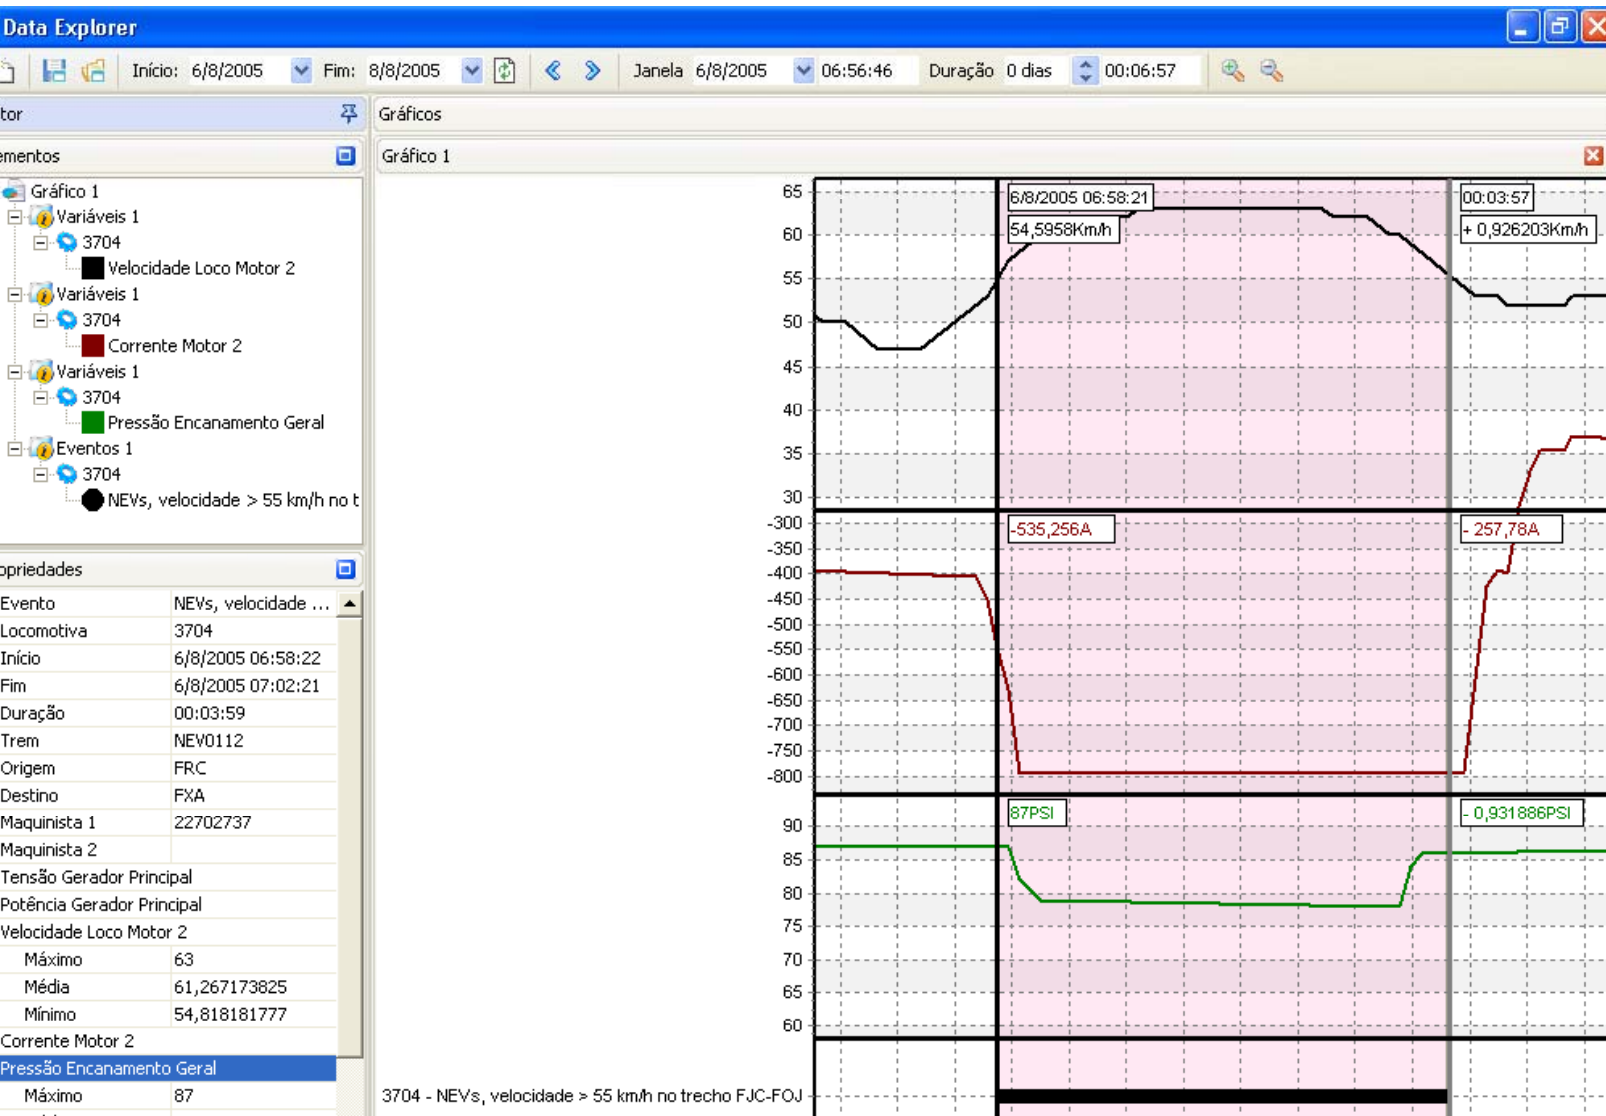 Data Explorer
Início: 6/8/2005 Fim: 8/8/2005 Janela 6/8/2005 06:56:46 Duração 0 dias 00:06:57
tor
Gráficos
ementos
Gráfico 1
Gráfico 1
Variáveis 1
3704
Velocidade Loco Motor 2
Variáveis 1
3704
Corrente Motor 2
Variáveis 1
3704
Pressão Encanamento Geral
Eventos 1
3704
NEVs, velocidade > 55 km/h no t
opriedades
Evento NEVs, velocidade ...
Locomotiva 3704
Início 6/8/2005 06:58:22
Fim 6/8/2005 07:02:21
Duração 00:03:59
Trem NEV0112
Origem FRC
Destino FXA
Maquinista 1 22702737
Maquinista 2
Tensão Gerador Principal
Potência Gerador Principal
Velocidade Loco Motor 2
Máximo 63
Média 61,267173825
Mínimo 54,818181777
Corrente Motor 2
Pressão Encanamento Geral
Máximo 87
65
60
55
50
45
40
35
30
6/8/2005 06:58:21
54,5958Km/h
00:03:57
+ 0,926203Km/h
-300
-350
-400
-450
-500
-550
-600
-650
-700
-750
-800
-535,256A
- 257,78A
90
85
80
75
70
65
60
87PSI
- 0,931886PSI
3704 - NEVs, velocidade > 55 km/h no trecho FJC-FOJ